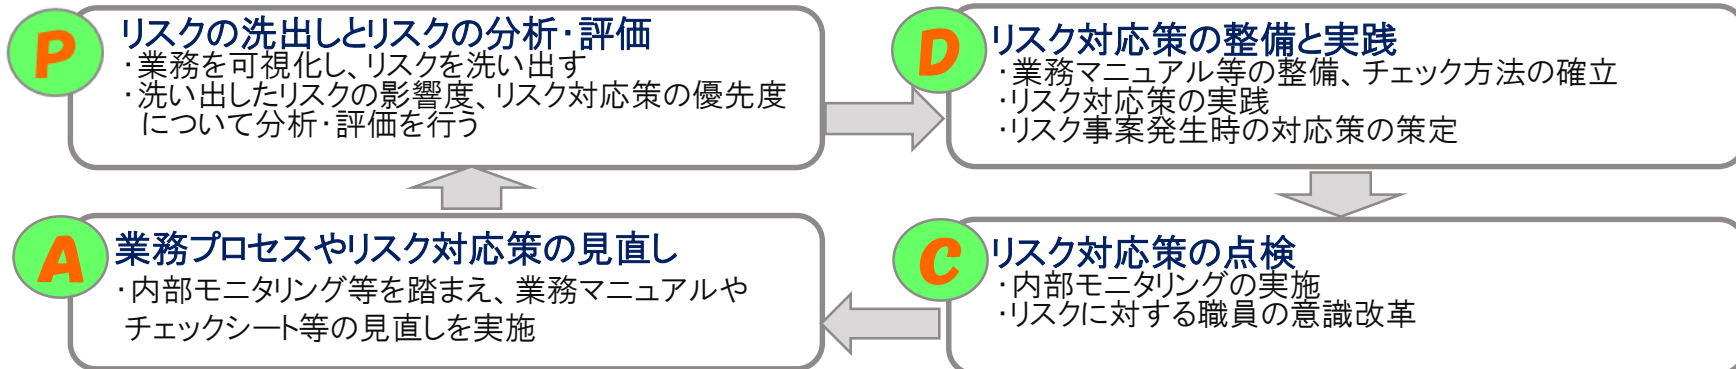 P
リスクの洗出しとリスクの分析・評価
・業務を可視化し、リスクを洗い出す
・洗い出したリスクの影響度、リスク対応策の優先度
について分析・評価を行う
D
リスク対応策の整備と実践
・業務マニュアル等の整備、チェック方法の確立
・リスク対応策の実践
・リスク事案発生時の対応策の策定
A
業務プロセスやリスク対応策の見直し
・内部モニタリング等を踏まえ、業務マニュアルや
チェックシート等の見直しを実施
C
リスク対応策の点検
・内部モニタリングの実施
・リスクに対する職員の意識改革